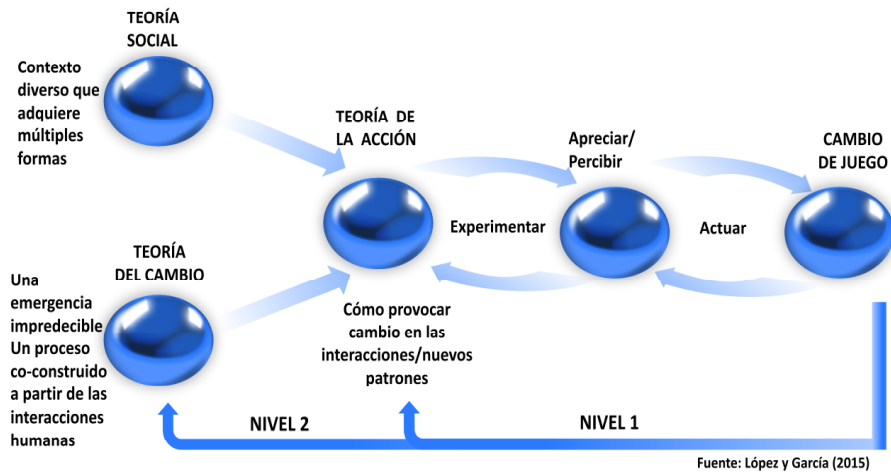 TEORÍA
SOCIAL
Contexto
diverso que
adquiere
múltiples
formas
TEORÍA DE
LA ACCIÓN
Apreciar/
Percibir
CAMBIO
DE JUEGO
Experimentar
Actuar
TEORÍA
DEL CAMBIO
Una
emergencia
impredecible
Un proceso
co-construido
a partir de las
interacciones
humanas
Cómo provocar
cambio en las
interacciones/nuevos
patrones
NIVEL 2
NIVEL 1
Fuente: López y García (2015)